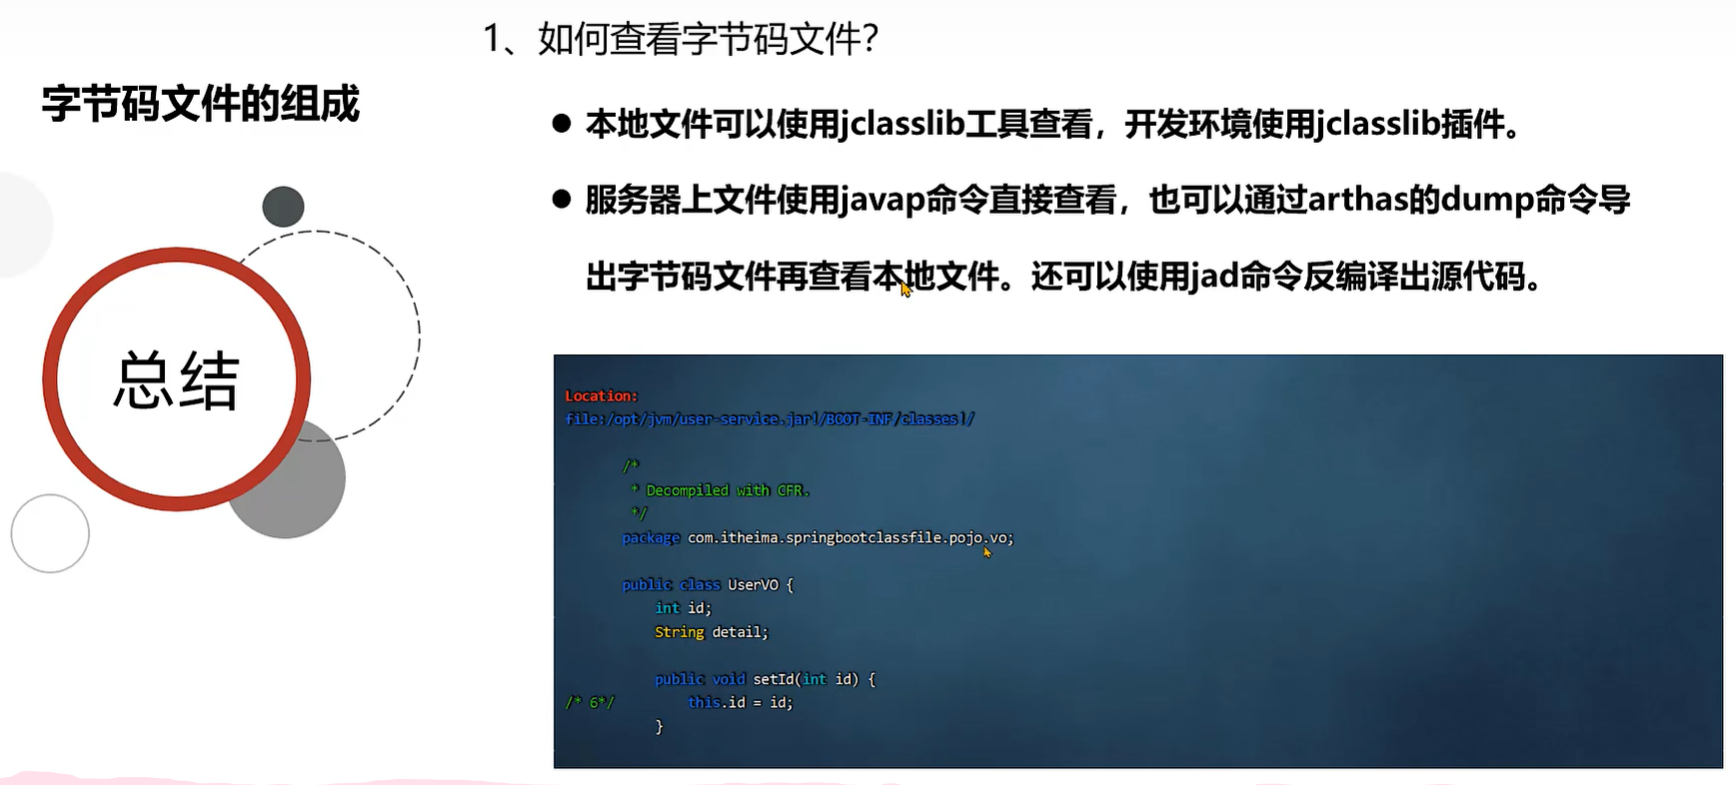 字节码文件的组成
总结
1、如何查看字节码文件？
● 本地文件可以使用jclasslib工具查看，开发环境使用jclasslib插件。
● 服务器上文件使用javap命令直接查看，也可以通过arthas的dump命令导
出字节码文件再查看本地文件。还可以使用jad命令反编译出源代码。
Location:
file:/opt/jvm/user-service.jar!/BOOT-INF/classes!/
/*
* Decompiled with CFR.
*/
package com.itheima.springbootclassfile.pojo.vo;
public class UserVO {
int id;
String detail;
public void setId(int id) {
/* 6*/ this.id = id;
}